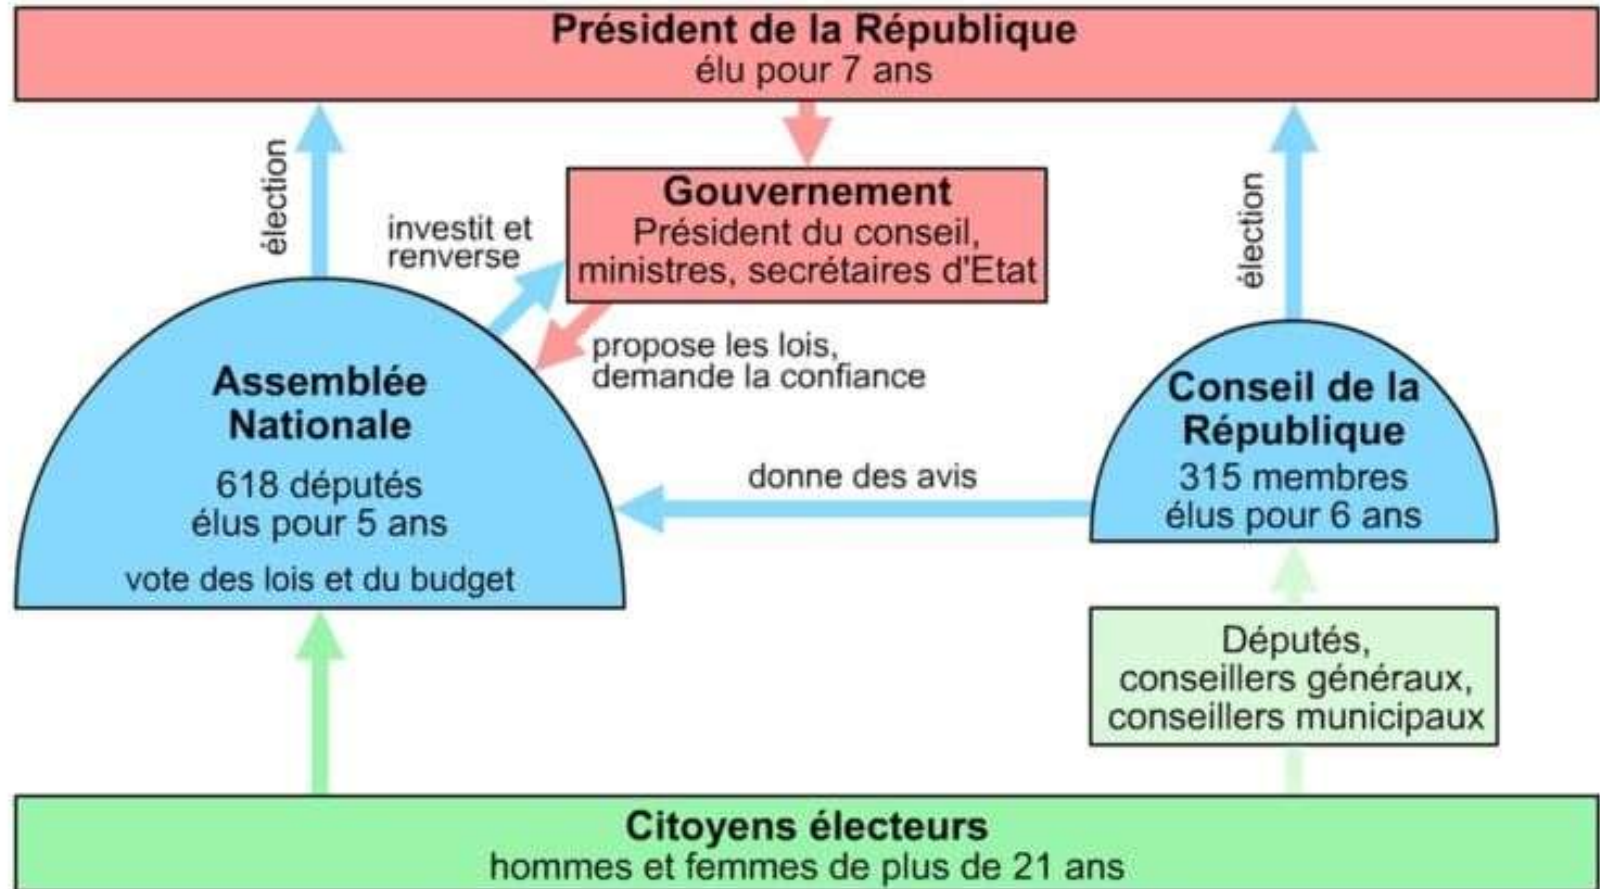 Président de la République
élu pour 7 ans
élection
investit et
renverse
Gouvernement
Président du conseil,
ministres, secrétaires d'Etat
élection
propose les lois,
demande la confiance
Assemblée
Nationale
618 députés
élus pour 5 ans
vote des lois et du budget
donne des avis
Conseil de la
République
315 membres
élus pour 6 ans
Députés,
conseillers généraux,
conseillers municipaux
Citoyens électeurs
hommes et femmes de plus de 21 ans